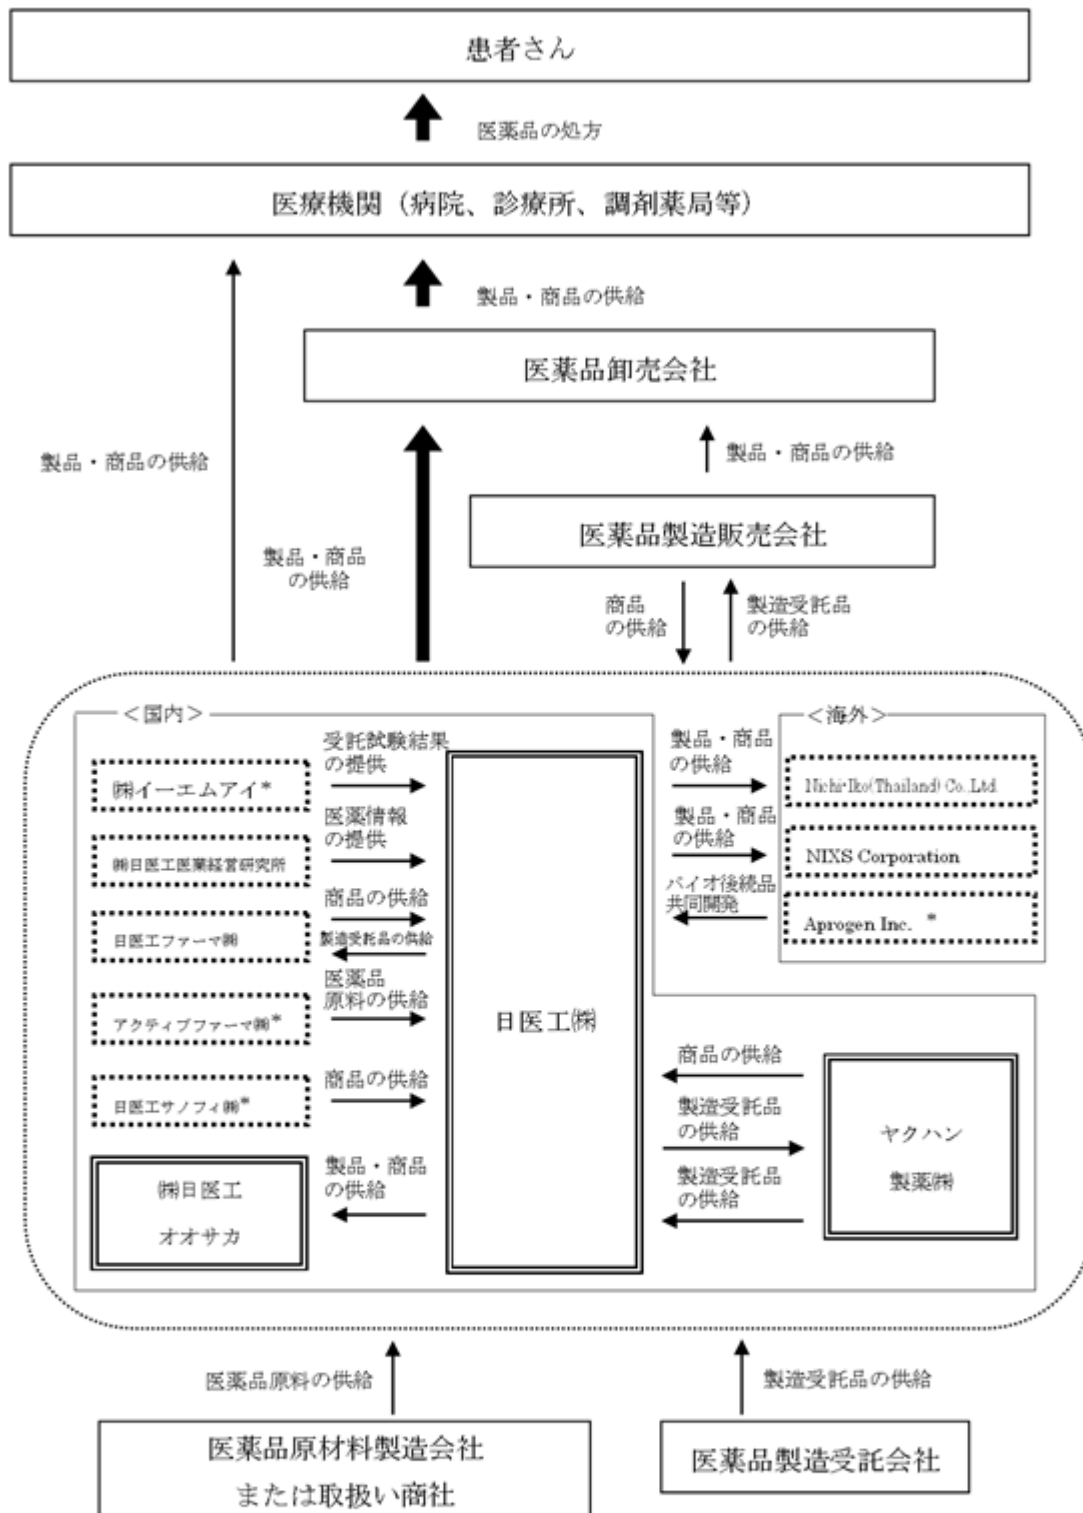 患者さん
医薬品の処方
医療機関（病院、診療所、調剤薬局等）
製品・商品の供給
医薬品卸売会社
製品・商品の供給
製品・商品の供給
医薬品製造販売会社
製品・商品
の供給
商品
の供給
製造受託品
の供給
＜国内＞
＜海外＞
㈱イーエムアイ*
受託試験結果
の提供
㈱日医工医業経営研究所
医薬情報
の提供
日医工ファーマ㈱
商品の供給
製造受託品の供給
アクティブファーマ㈱*
医薬品
原料の供給
日医工サノフィ㈱*
商品の供給
㈱日医工
オオサカ
製品・商品
の供給
日医工㈱
製品・商品
の供給
Nichi-Iko(Thailand) Co.,Ltd.
製品・商品
の供給
NIXS Corporation
バイオ後続品
共同開発
Aprogen Inc. *
商品の供給
製造受託品
の供給
製造受託品
の供給
ヤクハン
製薬㈱
医薬品原料の供給
製造受託品の供給
医薬品原材料製造会社
または取扱い商社
医薬品製造受託会社